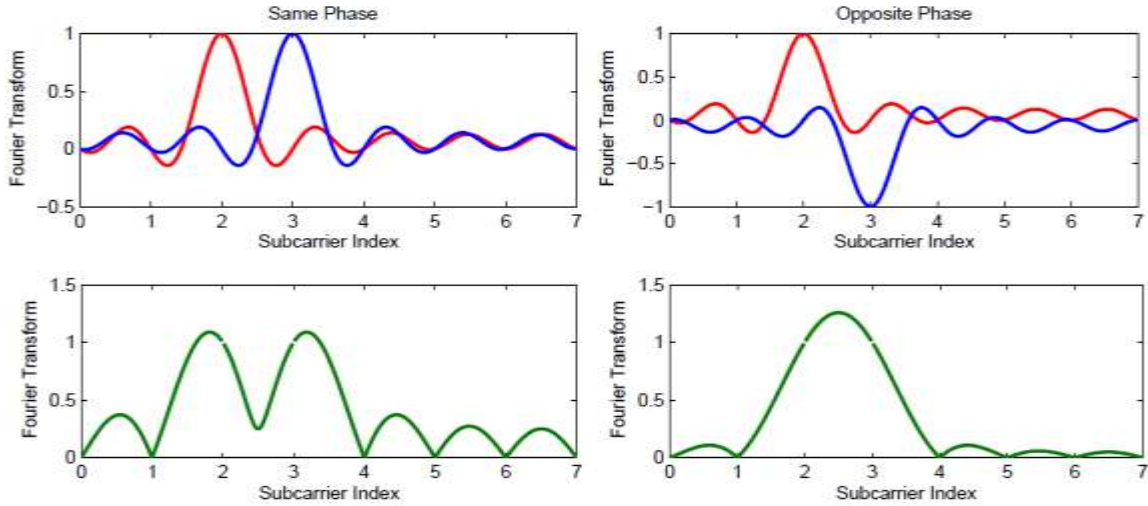 Same Phase
1
0.5
0
−0.5
Fourier Transform
0 1 2 3 4 5 6 7
Subcarrier Index
Opposite Phase
1
0.5
0
−0.5
−1
Fourier Transform
0 1 2 3 4 5 6 7
Subcarrier Index
1.5
1
0.5
0
Fourier Transform
0 1 2 3 4 5 6 7
Subcarrier Index
1.5
1
0.5
0
Fourier Transform
0 1 2 3 4 5 6 7
Subcarrier Index